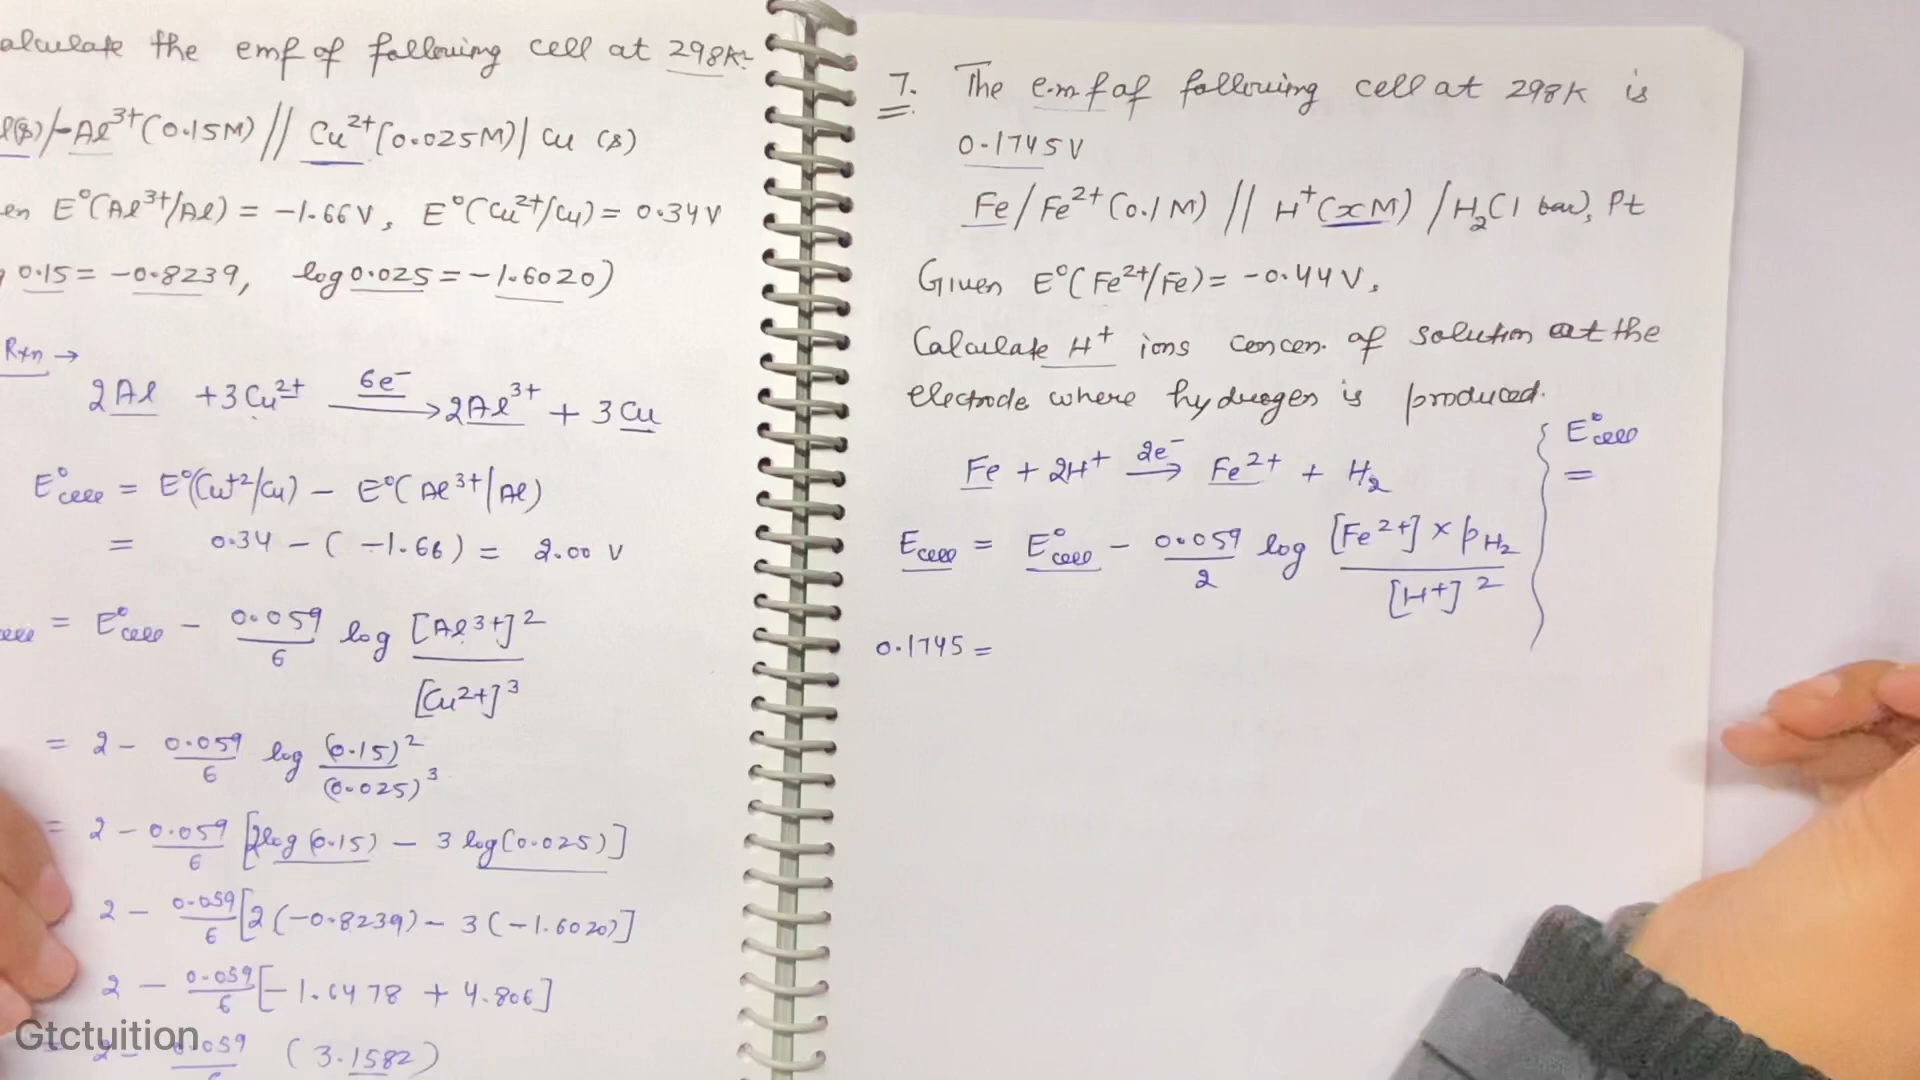 alculate the emf of following cell at 298K:
(s)/Al³⁺(0.15M)//Cu²⁺(0.025M)|Cu (s)
en E°(Al³⁺/Al) = -1.66V, E°(Cu²⁺/Cu) = 0.34V
0.15 = -0.8239, log 0.025 = -1.6020)
Rxn →
2Al + 3Cu²⁺ 6e⁻ → 2Al³⁺ + 3Cu
E°cell = E°(Cu⁺²/Cu) - E°(Al³⁺/Al)
= 0.34 - (-1.66) = 2.00 V
= E°cell - 0.059/6 log [Al³⁺]²/[Cu²⁺]³
= 2 - 0.059/6 log (0.15)²/(0.025)³
= 2 - 0.059/6 [2log(0.15) - 3 log(0.025)]
2 - 0.059/6 [2(-0.8239) - 3(-1.6020)]
2 - 0.059/6 [-1.6478 + 4.806]
= 2 - 0.059/6 (3.1582)
Gtctuition
7. The e.m.f of following cell at 298K is
0.1745V
Fe/Fe²⁺(0.1M)//H⁺(xM)/H₂(1 bar), Pt
Given E°(Fe²⁺/Fe) = -0.44V,
Calculate H⁺ ions concen. of solution at the
electrode where hydrogen is produced.
Fe + 2H⁺ 2e⁻ → Fe²⁺ + H₂
Ecell = E°cell - 0.059/2 log [Fe²⁺] × pH₂/[H⁺]²
0.1745 =
E°cell
=